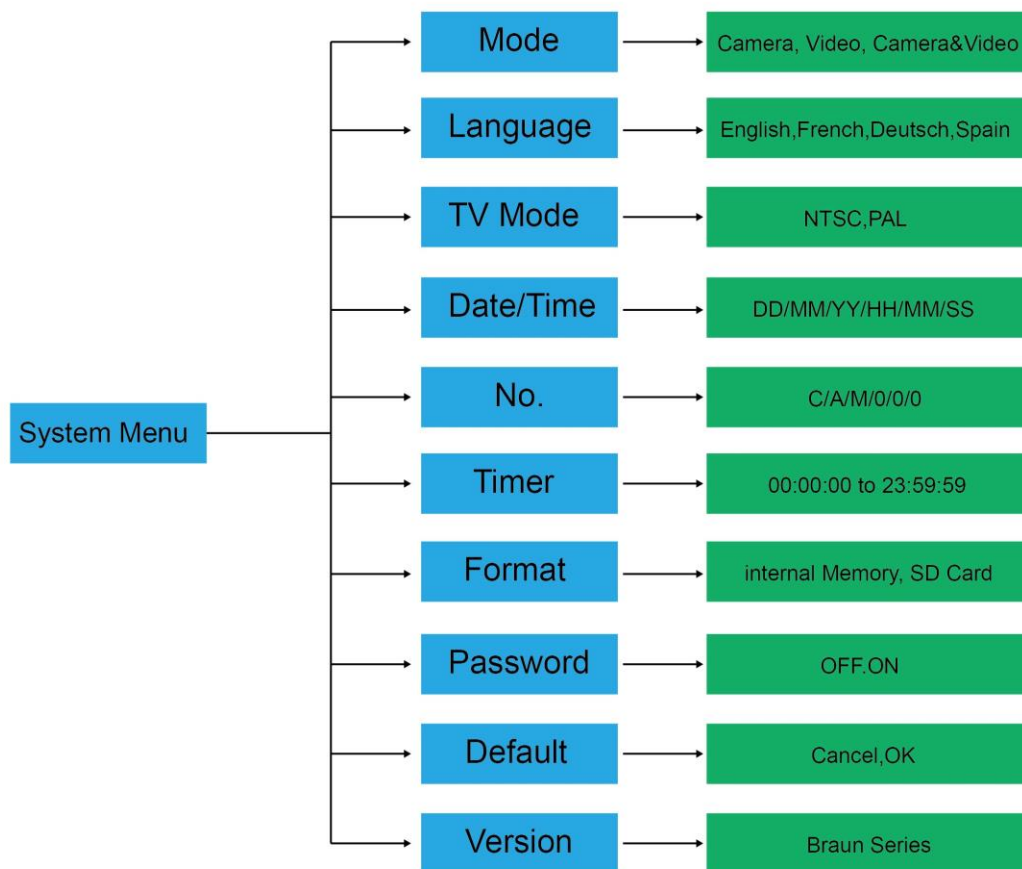 Mode
Camera, Video, Camera&Video
Language
English,French,Deutsch,Spain
TV Mode
NTSC,PAL
Date/Time
DD/MM/YY/HH/MM/SS
No.
C/A/M/0/0/0
System Menu
Timer
00:00:00 to 23:59:59
Format
internal Memory, SD Card
Password
OFF.ON
Default
Cancel,OK
Version
Braun Series